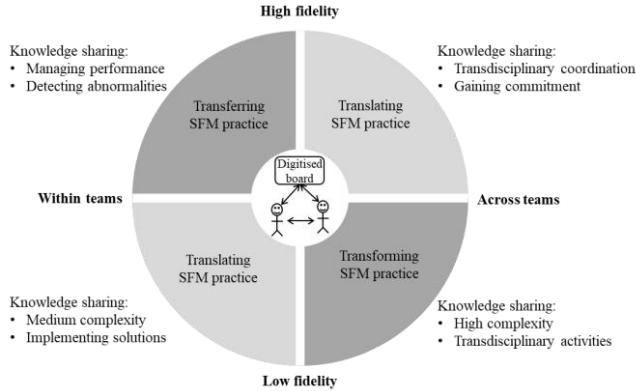 High fidelity
Knowledge sharing:
• Managing performance
• Detecting abnormalities
Knowledge sharing:
• Transdisciplinary coordination
• Gaining commitment
Transferring
SFM practice
Translating
SFM practice
Digitised
board
Within teams
Across teams
Translating
SFM practice
Transforming
SFM practice
Knowledge sharing:
• Medium complexity
• Implementing solutions
Knowledge sharing:
• High complexity
• Transdisciplinary activities
Low fidelity